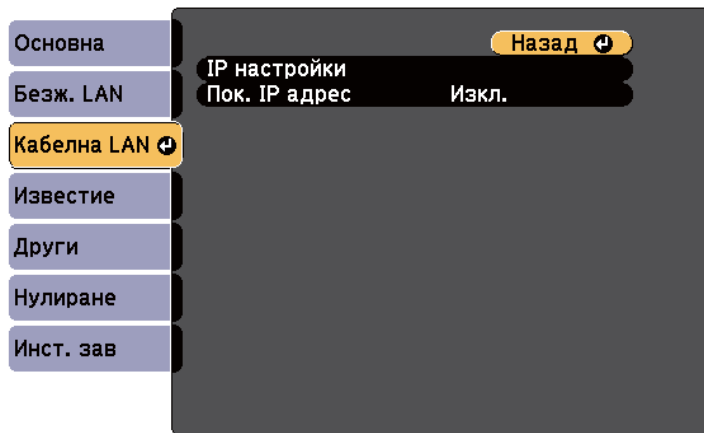 Основна
Безж. LAN
Кабелна LAN
Известие
Други
Нулиране
Инст. зав
Назад
IP настройки
Пок. IP адрес Изкл.